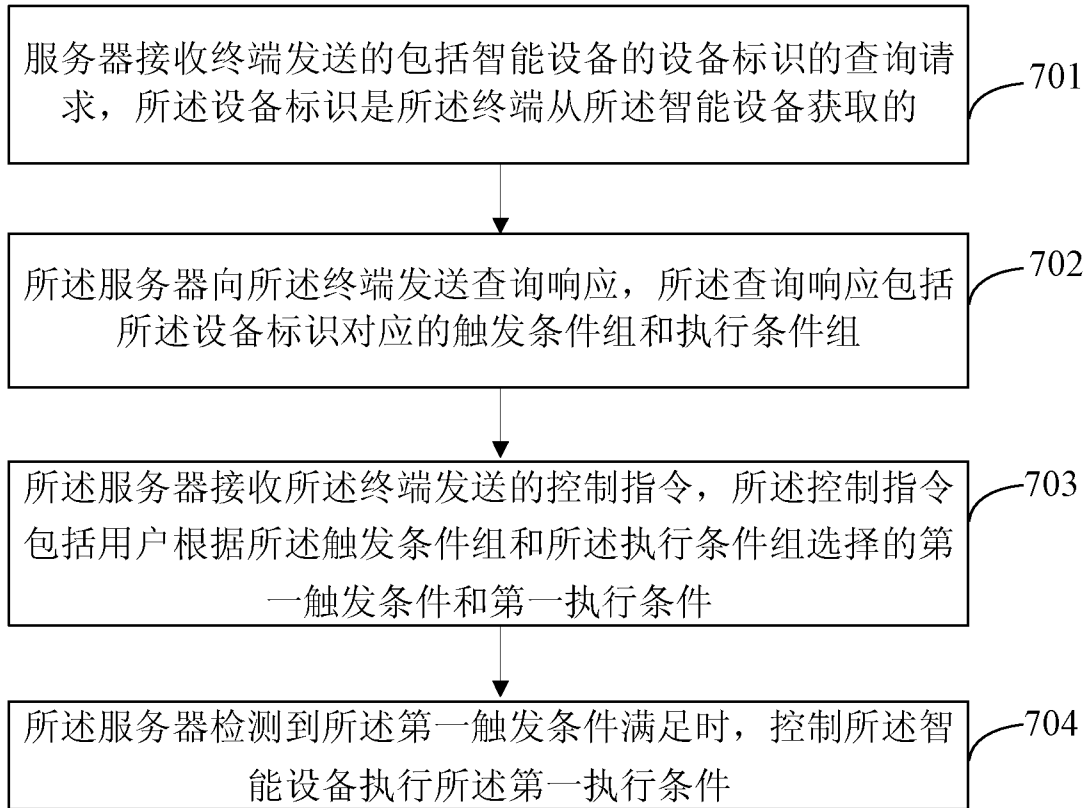 服务器接收终端发送的包括智能设备的设备标识的查询请
求，所述设备标识是所述终端从所述智能设备获取的
701
所述服务器向所述终端发送查询响应，所述查询响应包括
所述设备标识对应的触发条件组和执行条件组
702
所述服务器接收所述终端发送的控制指令，所述控制指令
包括用户根据所述触发条件组和所述执行条件组选择的第
一触发条件和第一执行条件
703
所述服务器检测到所述第一触发条件满足时，控制所述智
能设备执行所述第一执行条件
704